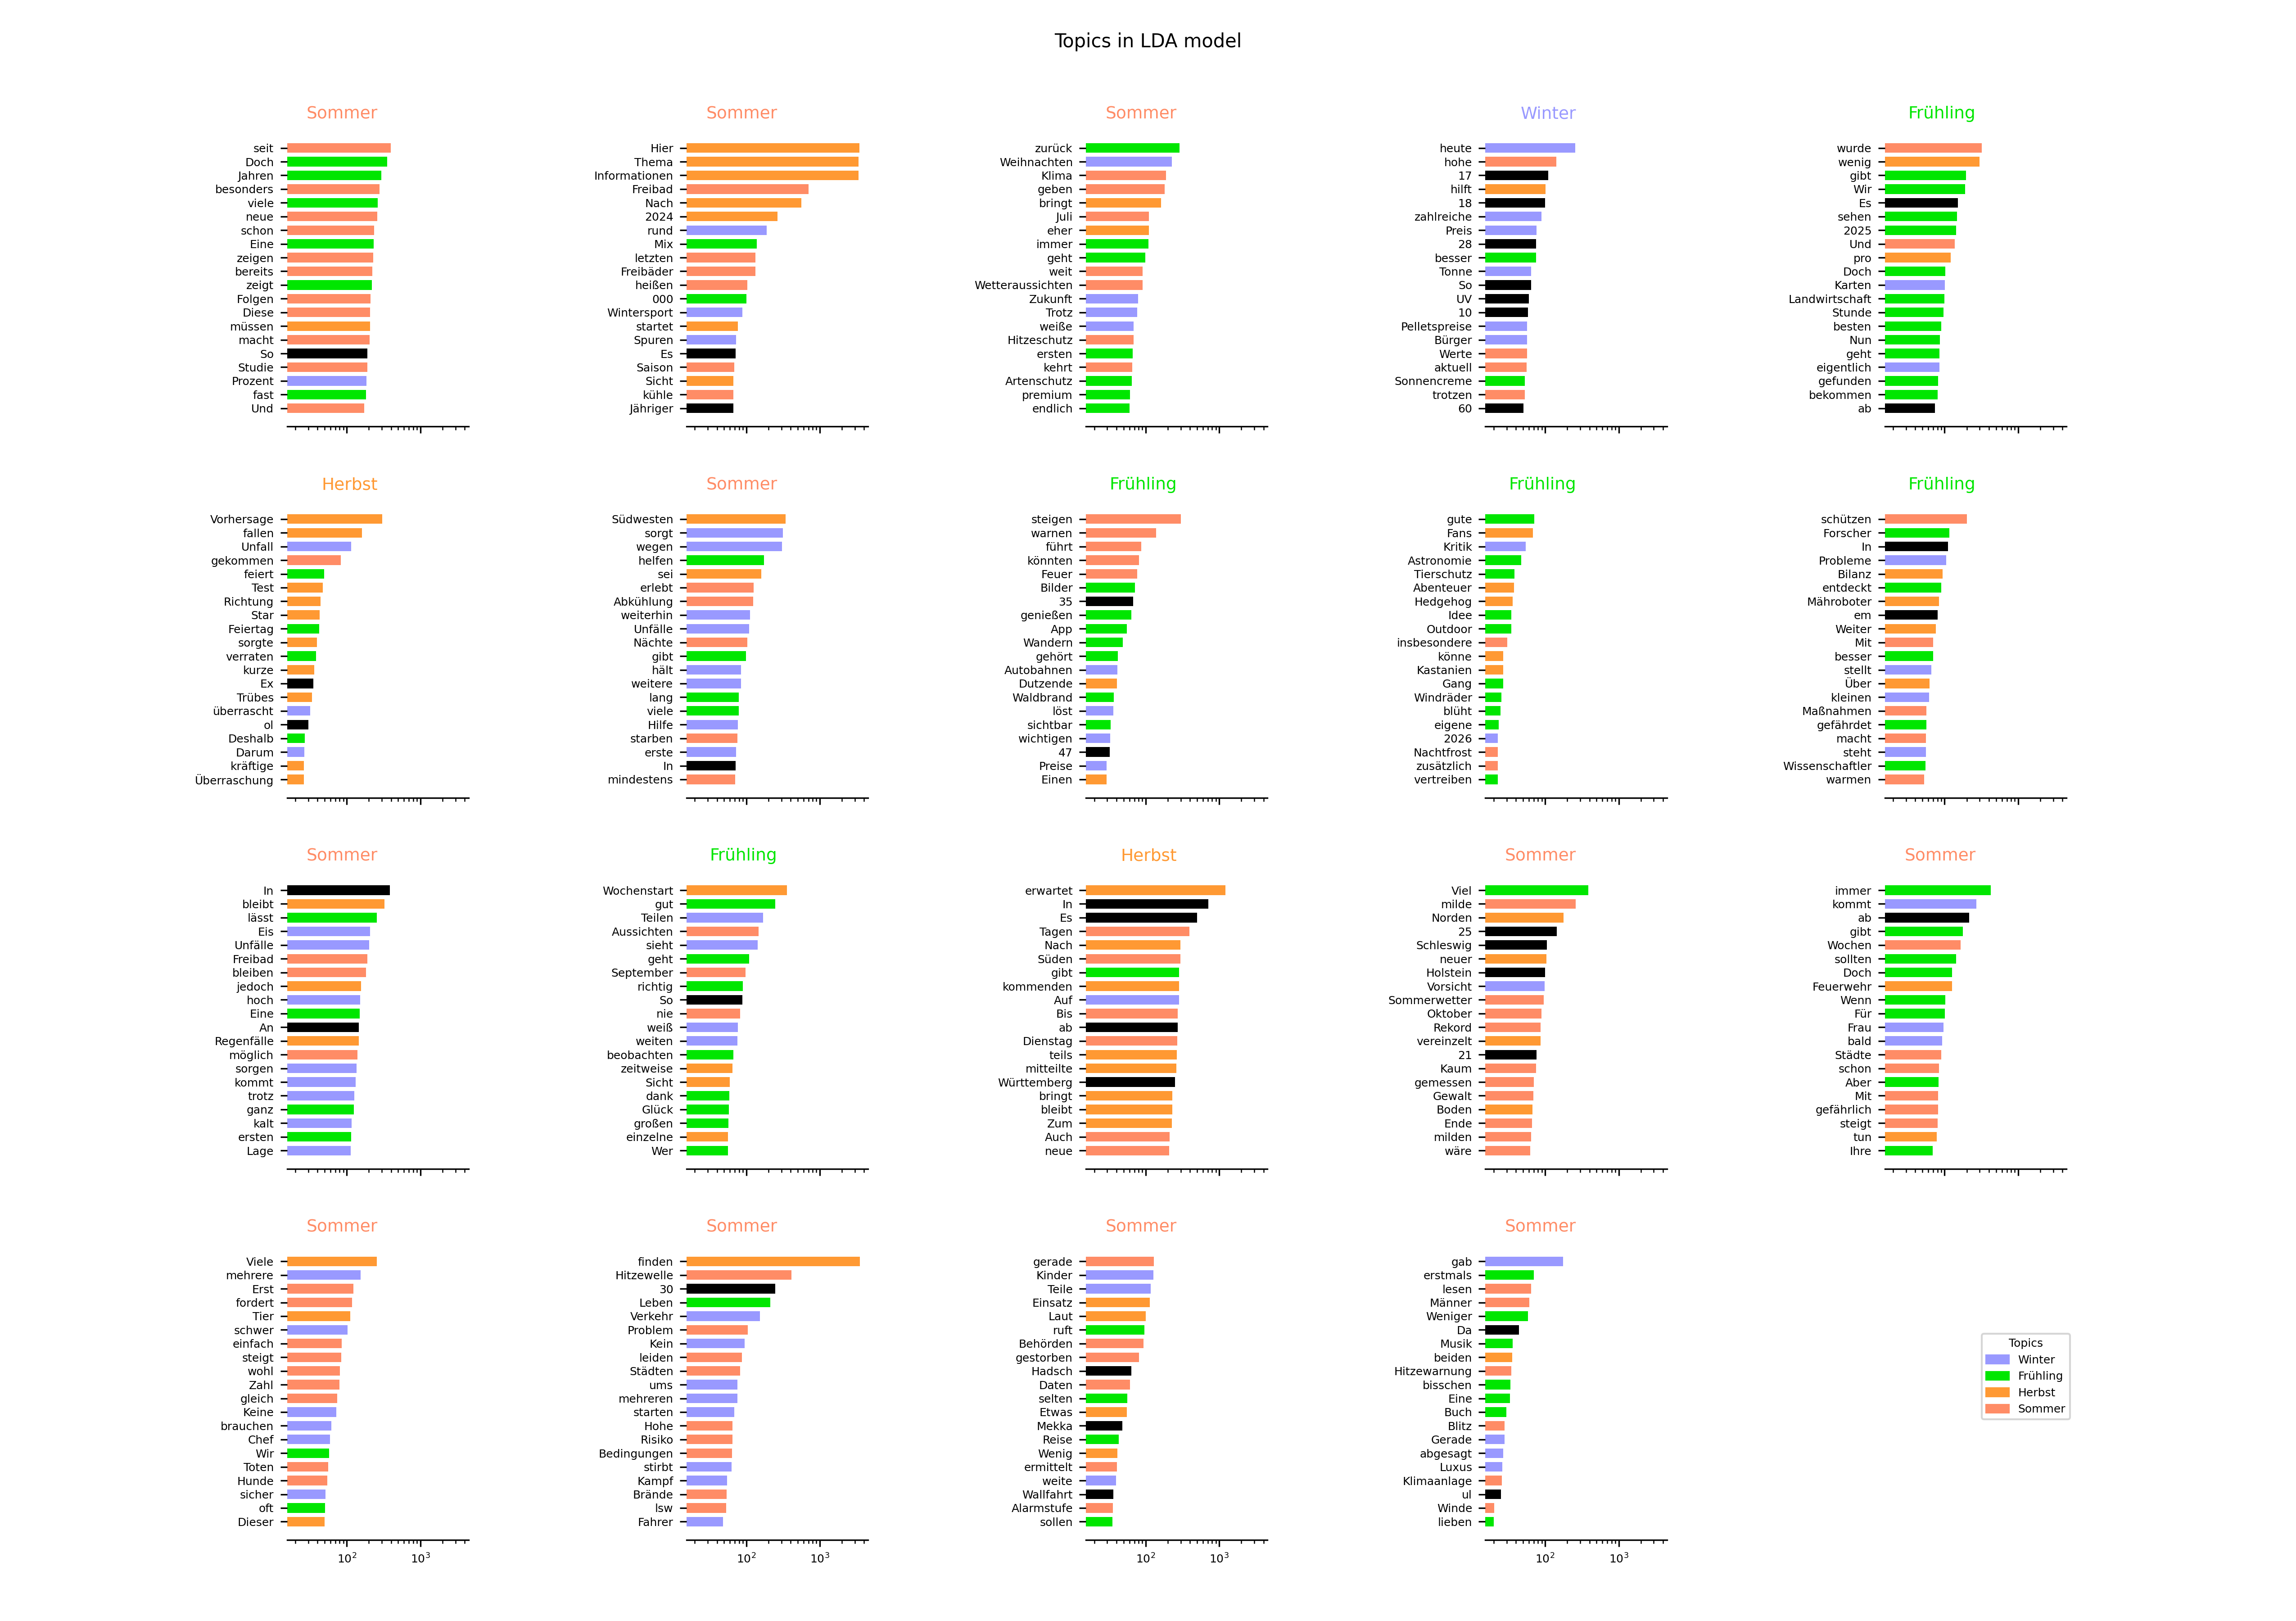 Topics in LDA model
Sommer
seit
Doch
Jahren
besonders
viele
neue
schon
Eine
zeigen
bereits
zeigt
Folgen
Diese
müssen
macht
So
Studie
Prozent
fast
Und
Sommer
Hier
Thema
Informationen
Freibad
Nach
2024
rund
Mix
letzten
Freibäder
heißen
000
Wintersport
startet
Spuren
Es
Saison
Sicht
kühle
Jähriger
Sommer
zurück
Weihnachten
Klima
geben
bringt
Juli
eher
immer
geht
weit
Wetteraussichten
Zukunft
Trotz
weiße
Hitzeschutz
ersten
kehrt
Artenschutz
premium
endlich
Winter
heute
hohe
17
hilft
18
zahlreiche
Preis
28
besser
Tonne
So
UV
10
Pelletspreise
Bürger
Werte
aktuell
Sonnencreme
trotzen
60
Frühling
wurde
wenig
gibt
Wir
Es
sehen
2025
Und
pro
Doch
Karten
Landwirtschaft
Stunde
besten
Nun
geht
eigentlich
gefunden
bekommen
ab
Herbst
Vorhersage
fallen
Unfall
gekommen
feiert
Test
Richtung
Star
Feiertag
sorgte
verraten
kurze
Ex
Trübes
überrascht
ol
Deshalb
Darum
kräftige
Überraschung
Sommer
Südwesten
sorgt
wegen
helfen
sei
erlebt
Abkühlung
weiterhin
Unfälle
Nächte
gibt
hält
weitere
lang
viele
Hilfe
starben
erste
In
mindestens
Frühling
steigen
warnen
führt
könnten
Feuer
Bilder
35
genießen
App
Wandern
gehört
Autobahnen
Dutzende
Waldbrand
löst
sichtbar
wichtigen
47
Preise
Einen
Frühling
gute
Fans
Kritik
Astronomie
Tierschutz
Abenteuer
Hedgehog
Idee
Outdoor
insbesondere
könne
Kastanien
Gang
Windräder
blüht
eigene
2026
Nachtfrost
zusätzlich
vertreiben
Frühling
schützen
Forscher
In
Probleme
Bilanz
entdeckt
Mähroboter
em
Weiter
Mit
besser
stellt
Über
kleinen
Maßnahmen
gefährdet
macht
steht
Wissenschaftler
warmen
Sommer
In
bleibt
lässt
Eis
Unfälle
Freibad
bleiben
jedoch
hoch
Eine
An
Regenfälle
möglich
sorgen
kommt
trotz
ganz
kalt
ersten
Lage
Frühling
Wochenstart
gut
Teilen
Aussichten
sieht
geht
September
richtig
So
nie
weiß
weiten
beobachten
zeitweise
Sicht
dank
Glück
großen
einzelne
Wer
Herbst
erwartet
In
Es
Tagen
Nach
Süden
gibt
kommenden
Auf
Bis
ab
Dienstag
teils
mitteilte
Württemberg
bringt
bleibt
Zum
Auch
neue
Sommer
Viel
milde
Norden
25
Schleswig
neuer
Holstein
Vorsicht
Sommerwetter
Oktober
Rekord
vereinzelt
21
Kaum
gemessen
Gewalt
Boden
Ende
milden
wäre
Sommer
immer
kommt
ab
gibt
Wochen
sollten
Doch
Feuerwehr
Wenn
Für
Frau
bald
Städte
schon
Aber
Mit
gefährlich
steigt
tun
Ihre
Sommer
Viele
mehrere
Erst
fordert
Tier
schwer
einfach
steigt
wohl
Zahl
gleich
Keine
brauchen
Chef
Wir
Toten
Hunde
sicher
oft
Dieser
10² 10³
Sommer
finden
Hitzewelle
30
Leben
Verkehr
Problem
Kein
leiden
Städten
ums
mehreren
starten
Hohe
Risiko
Bedingungen
stirbt
Kampf
Brände
lsw
Fahrer
10² 10³
Sommer
gerade
Kinder
Teile
Einsatz
Laut
ruft
Behörden
gestorben
Hadsch
Daten
selten
Etwas
Mekka
Reise
Wenig
ermittelt
weite
Wallfahrt
Alarmstufe
sollen
10² 10³
Sommer
gab
erstmals
lesen
Männer
Weniger
Da
Musik
beiden
Hitzewarnung
bisschen
Eine
Buch
Blitz
Gerade
abgesagt
Luxus
Klimaanlage
ul
Winde
lieben
10² 10³
Topics
Winter
Frühling
Herbst
Sommer